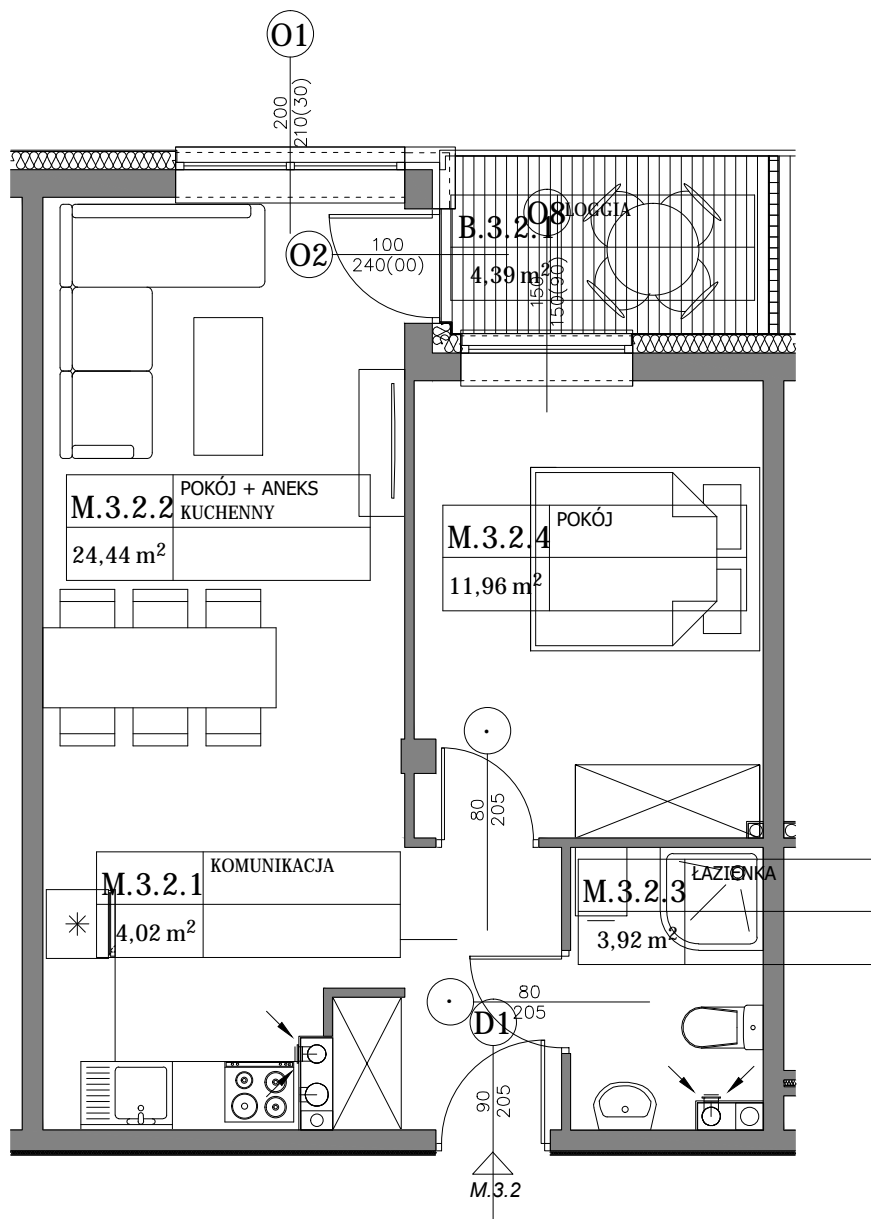 O1
200
210(30)
O2
100
240(00)
B.3.2.1
O8
LOGGIA
4,39 m²
150
150(90)
M.3.2.2
POKÓJ + ANEKS
KUCHENNY
24,44 m²
M.3.2.4
POKÓJ
11,96 m²
80
205
M.3.2.1
KOMUNIKACJA
4,02 m²
M.3.2.3
ŁAZIENKA
3,92 m²
80
205
D1
90
205
M.3.2